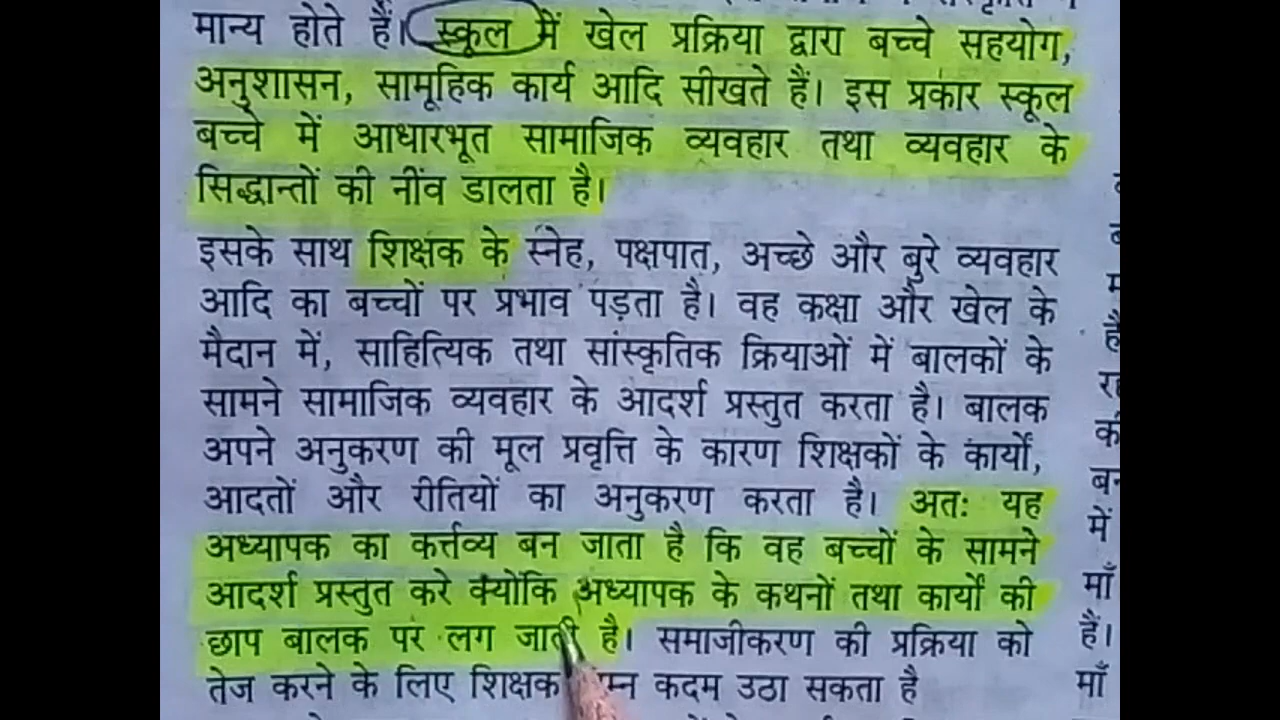 मान्य होते हैं। स्कूल में खेल प्रक्रिया द्वारा बच्चे सहयोग,
अनुशासन, सामूहिक कार्य आदि सीखते हैं। इस प्रकार स्कूल
बच्चे में आधारभूत सामाजिक व्यवहार तथा व्यवहार के
सिद्धान्तों की नींव डालता है।
इसके साथ शिक्षक के स्नेह, पक्षपात, अच्छे और बुरे व्यवहार
आदि का बच्चों पर प्रभाव पड़ता है। वह कक्षा और खेल के
मैदान में, साहित्यिक तथा सांस्कृतिक क्रियाओं में बालकों के
सामने सामाजिक व्यवहार के आदर्श प्रस्तुत करता है। बालक
अपने अनुकरण की मूल प्रवृत्ति के कारण शिक्षकों के कार्यों,
आदतों और रीतियों का अनुकरण करता है। अतः यह
अध्यापक का कर्त्तव्य बन जाता है कि वह बच्चों के सामने
आदर्श प्रस्तुत करे क्योंकि अध्यापक के कथनों तथा कार्यों की
छाप बालक पर लग जाती है। समाजीकरण की प्रक्रिया को
तेज करने के लिए शिक्षक कदम उठा सकता है
में
माँ
हैं।
माँ